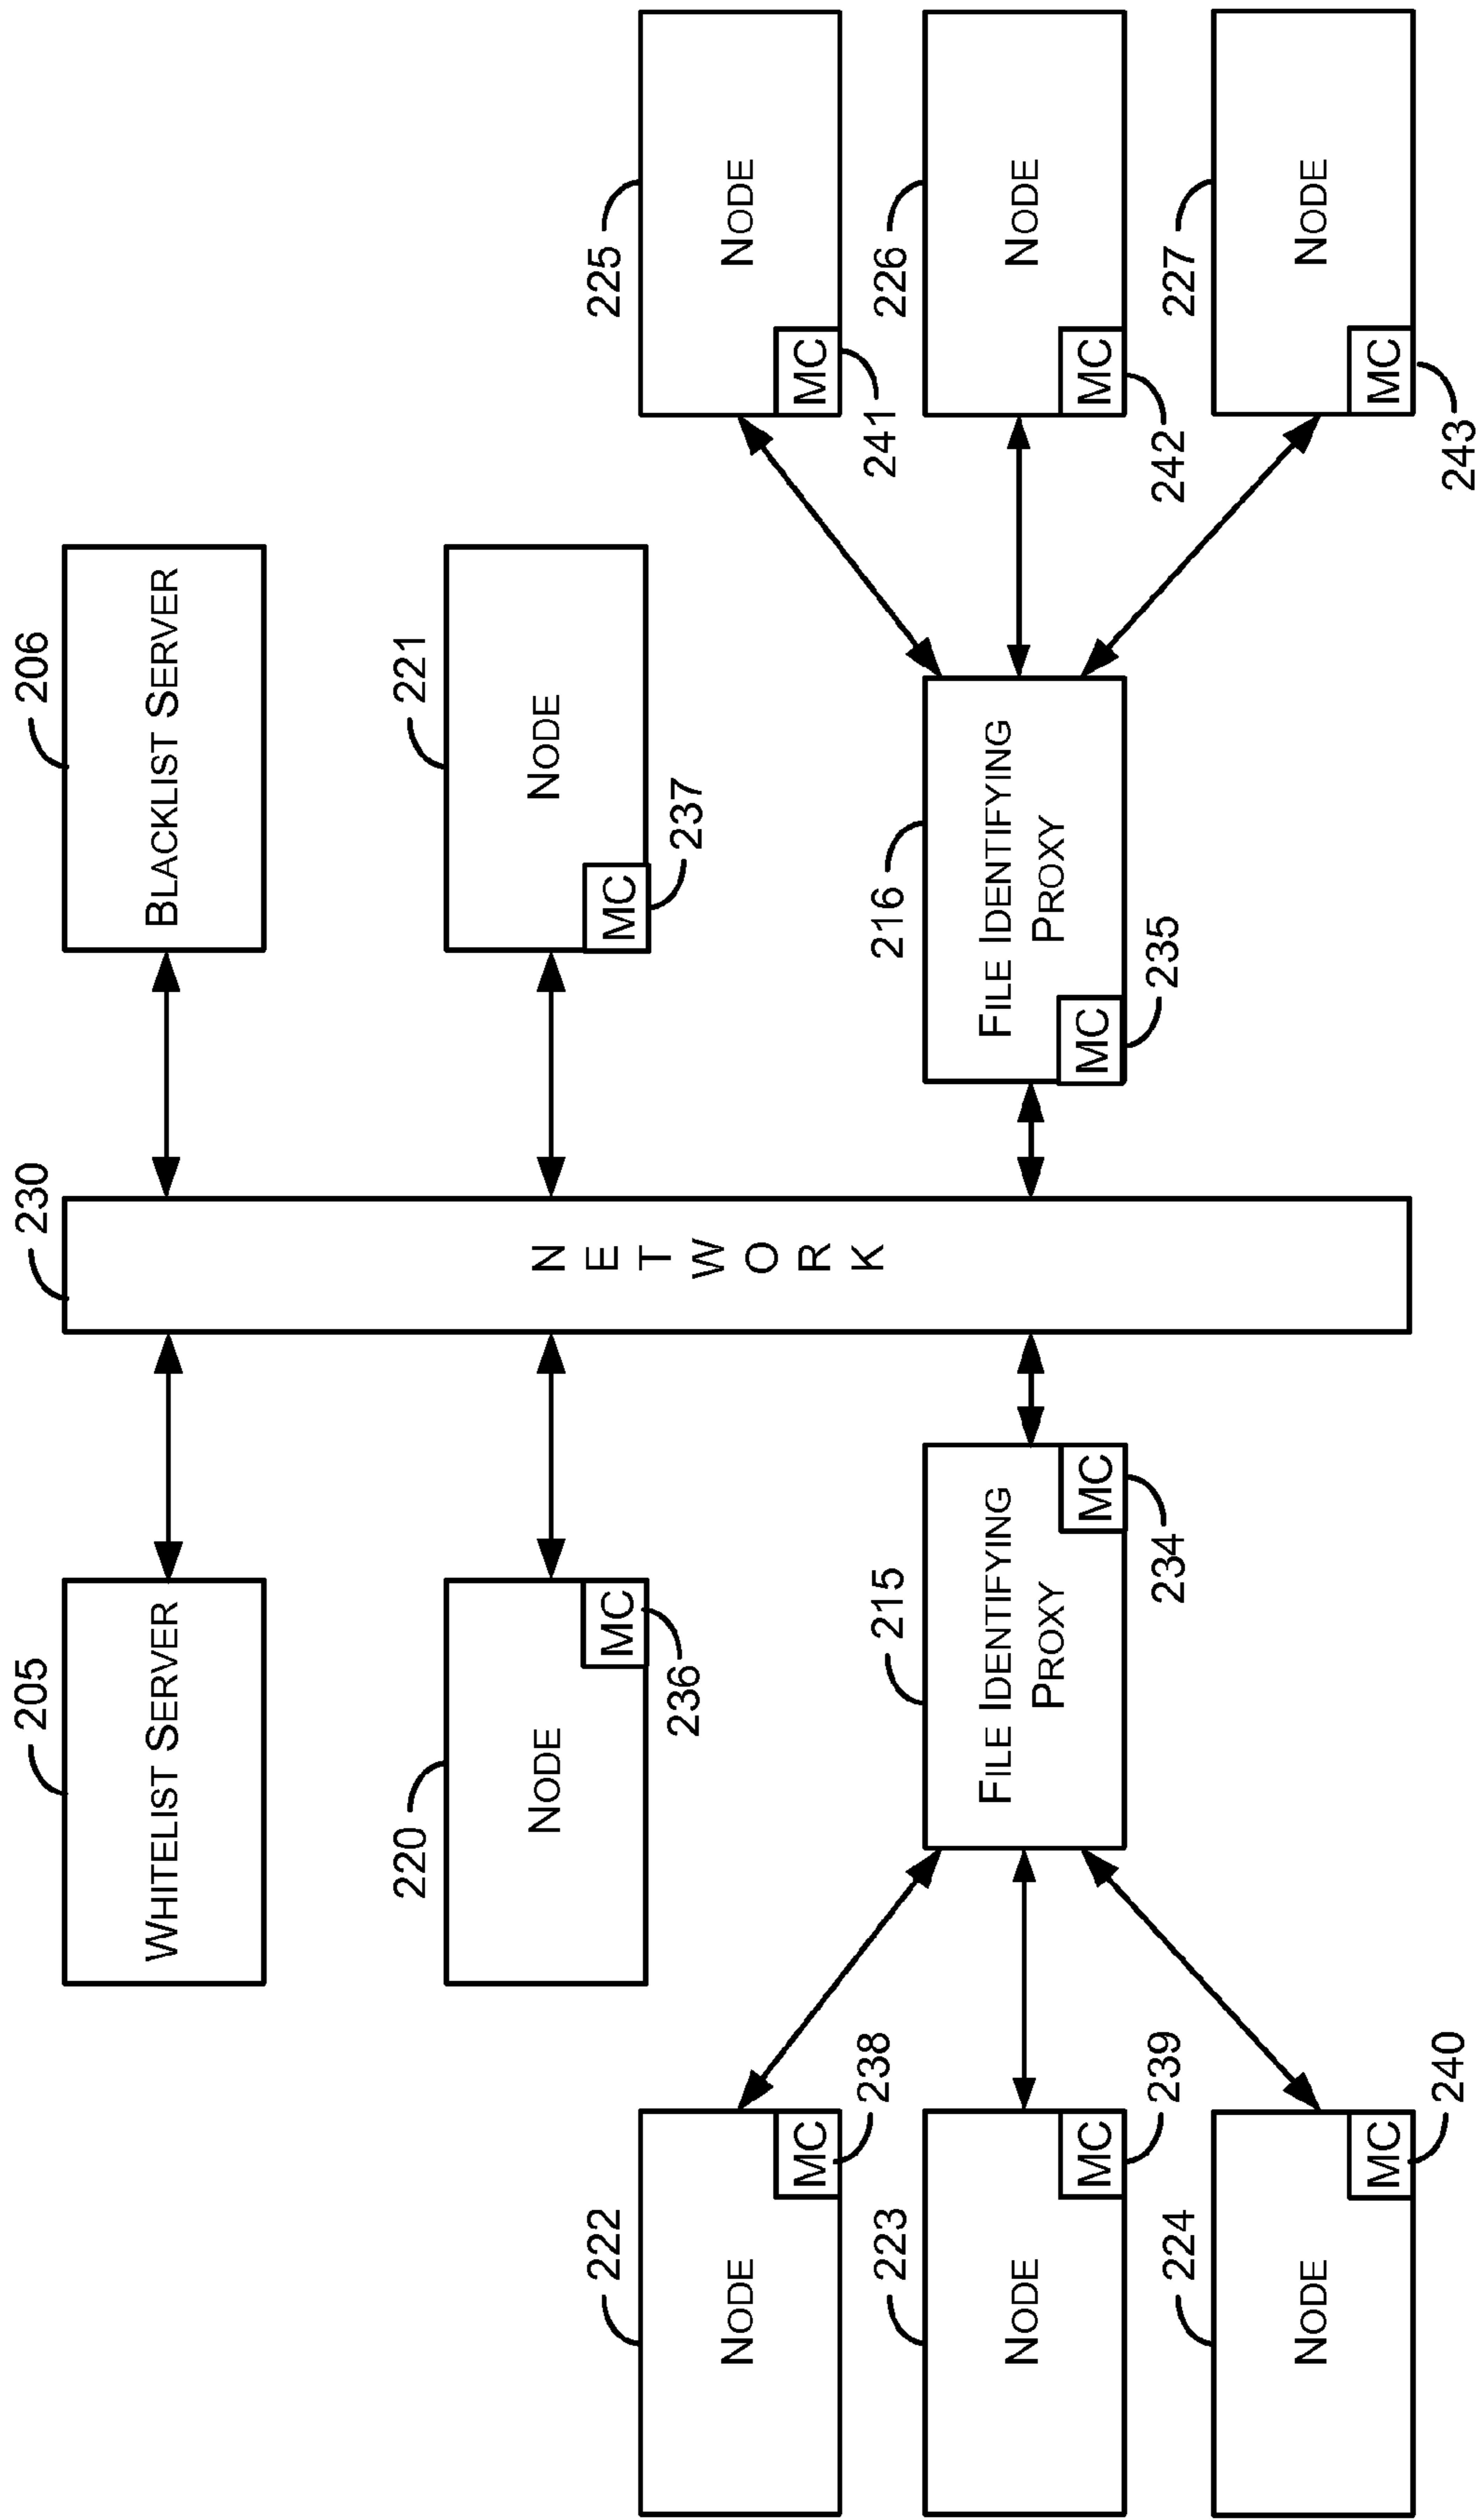 205
230
206
WHITELIST SERVER
BLACKLIST SERVER
220
221
NODE
MC
236
NODE
MC
237
NETWORK
222
NODE
MC
238
225
NODE
MC
241
223
NODE
MC
239
215
FILE IDENTIFYING
PROXY
MC
234
216
FILE IDENTIFYING
PROXY
MC
235
226
NODE
MC
242
224
NODE
MC
240
227
NODE
MC
243